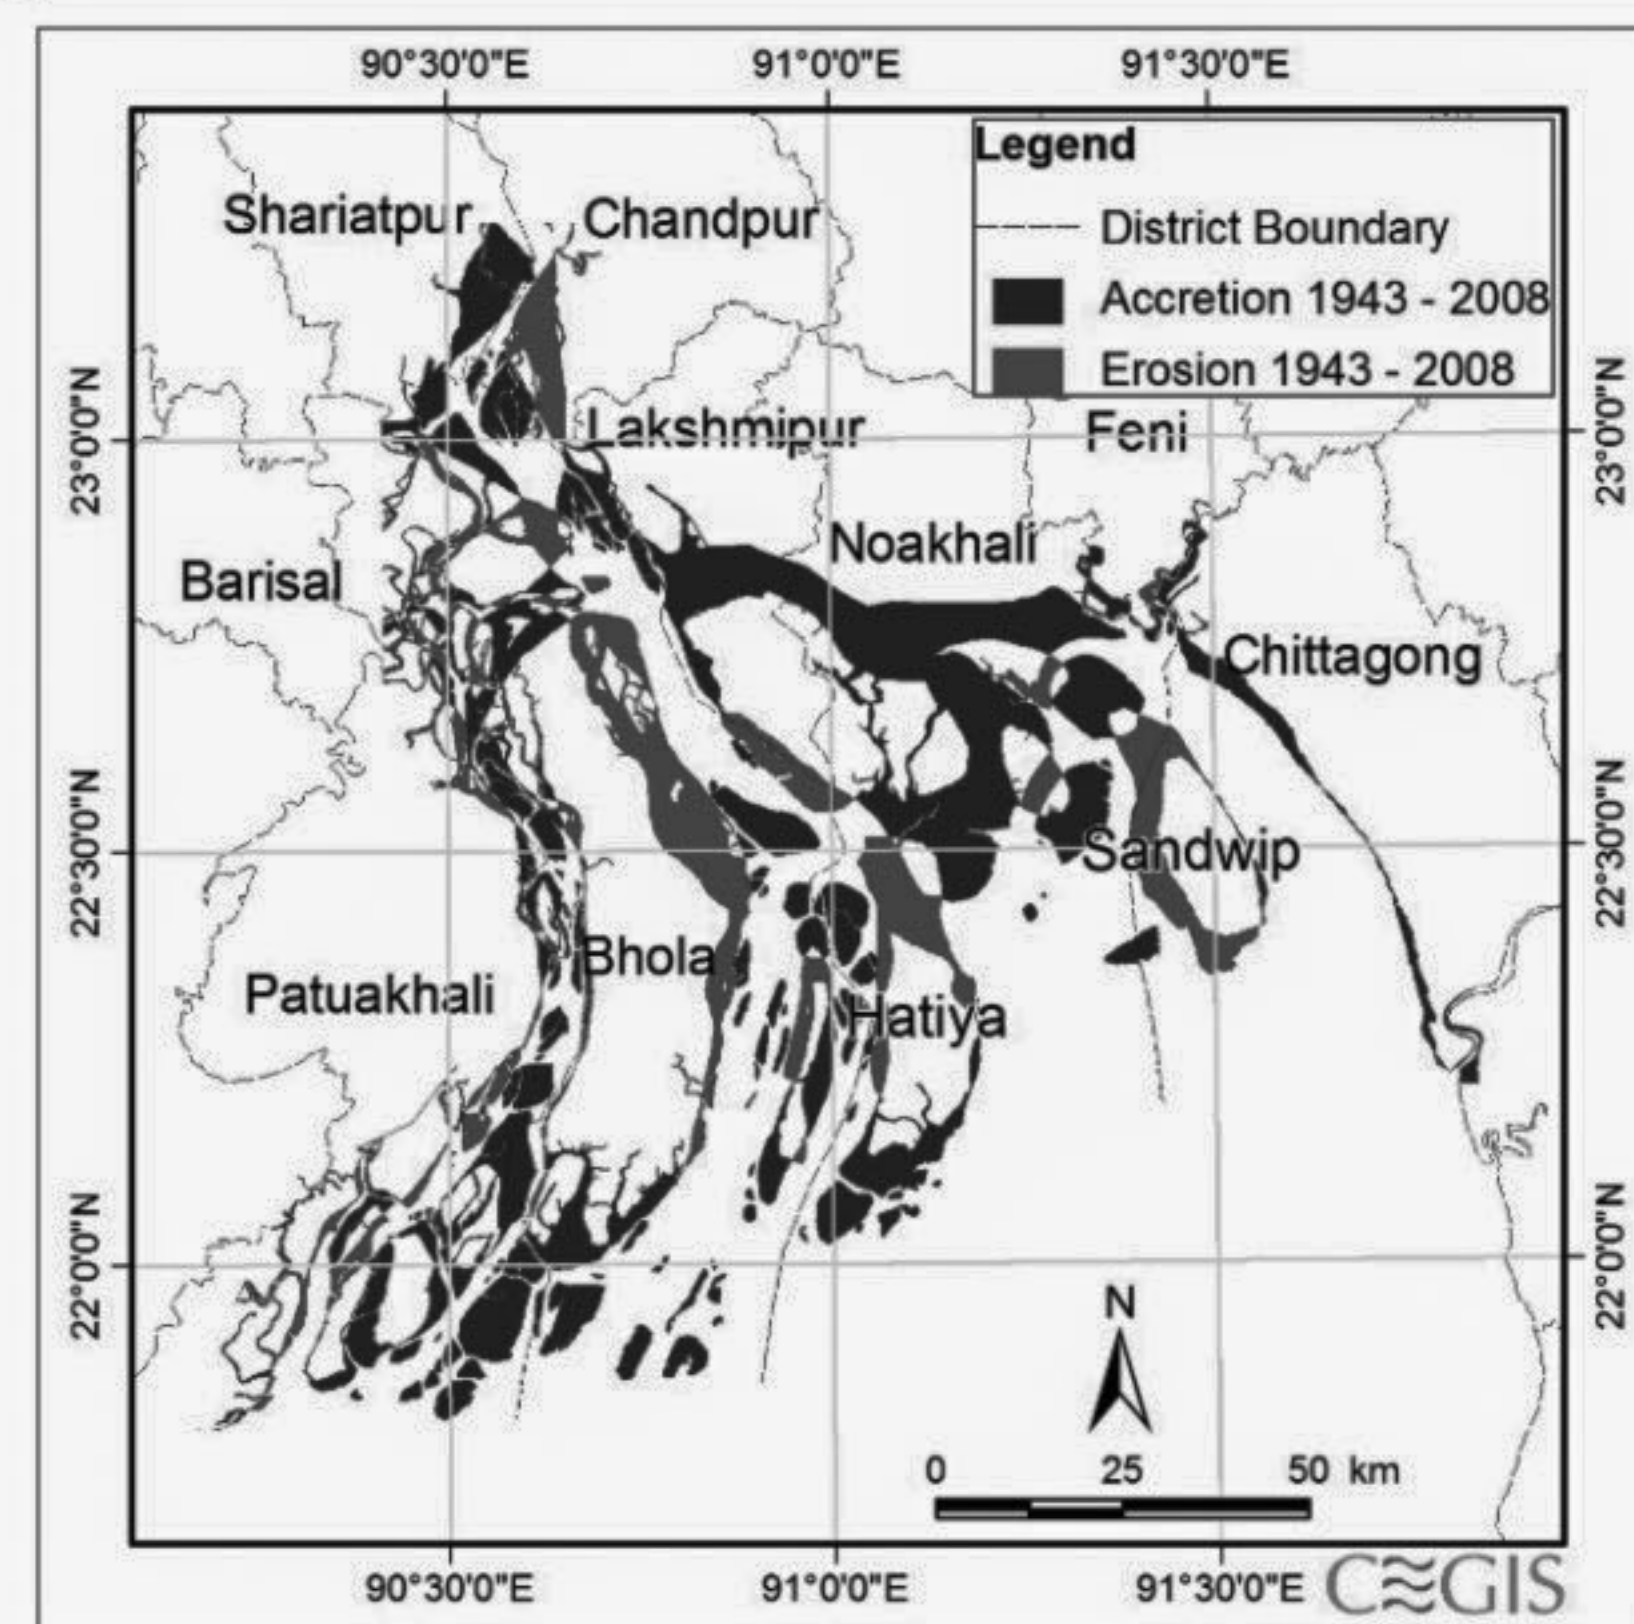 90°30'0"E 91°0'0"E 91°30'0"E
Legend
District Boundary
Accretion 1943 - 2008
Erosion 1943 - 2008
Shariatpur Chandpur
23°0'0"N Lakshmipur Feni 23°0'0"N
Noakhali
Barisal
Chittagong
22°30'0"N Sandwip 22°30'0"N
Bhola
Patuakhali
Hatiya
22°0'0"N 22°0'0"N
N
0 25 50 km
90°30'0"E 91°0'0"E 91°30'0"E
CEGIS